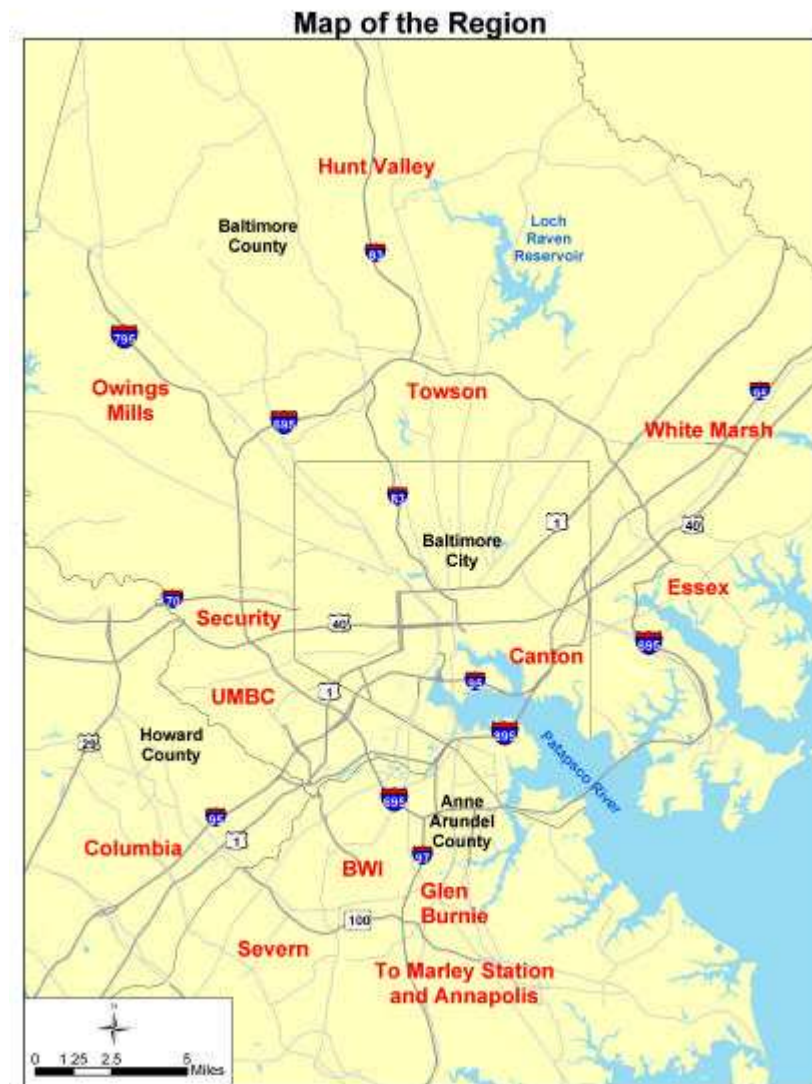 Map of the Region
Hunt Valley
Baltimore
County
Loch
Raven
Reservoir
83
795
Owings
Mills
Towson
95
695
White Marsh
83
1
40
Baltimore
City
70
Security
40
Essex
695
Canton
95
UMBC
1
29
Howard
County
895
Patapsco River
695
Anne
Arundel
County
95
1
Columbia
97
BWI
Glen
Burnie
100
Severn
To Marley Station
and Annapolis
N
0 1.25 2.5 5
Miles